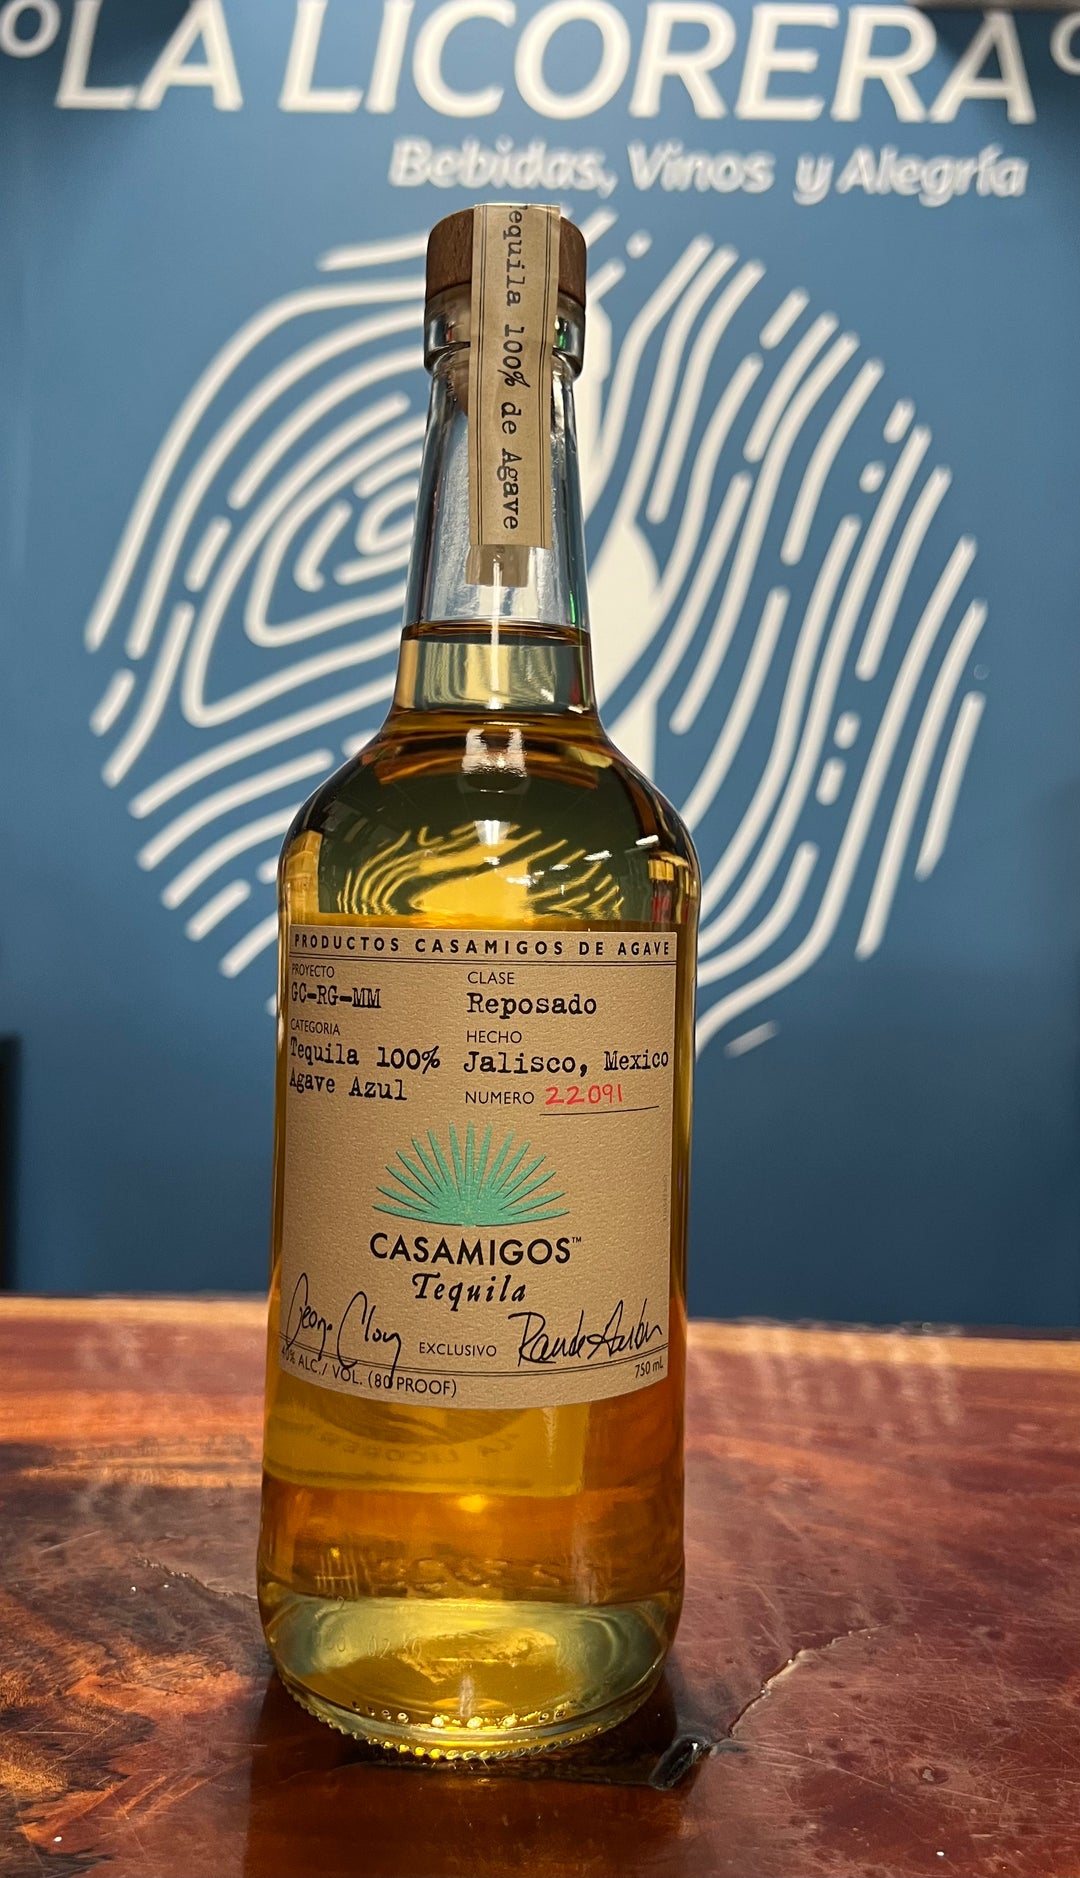 LA LICORERA
Bebidas, Vinos y Alegría
Tequila 100% de Agave
PRODUCTOS CASAMIGOS DE AGAVE
PROYECTO
GC-RG-MM
CLASE
Reposado
CATEGORIA
Tequila 100%
Agave Azul
HECHO
Jalisco, Mexico
NUMERO 22091
CASAMIGOS™
Tequila
EXCLUSIVO
40% ALC./ VOL. (80 PROOF)
750 mL